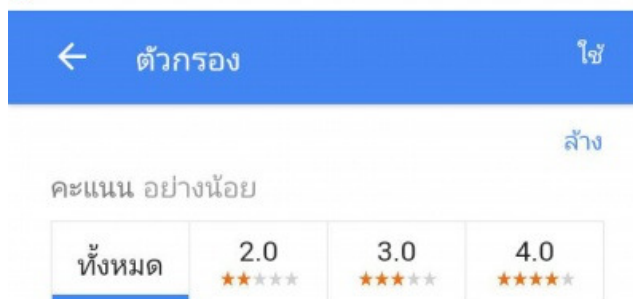 ตัวกรอง ใช้
ล้าง
คะแนน อย่างน้อย
ทั้งหมด 2.0 3.0 4.0